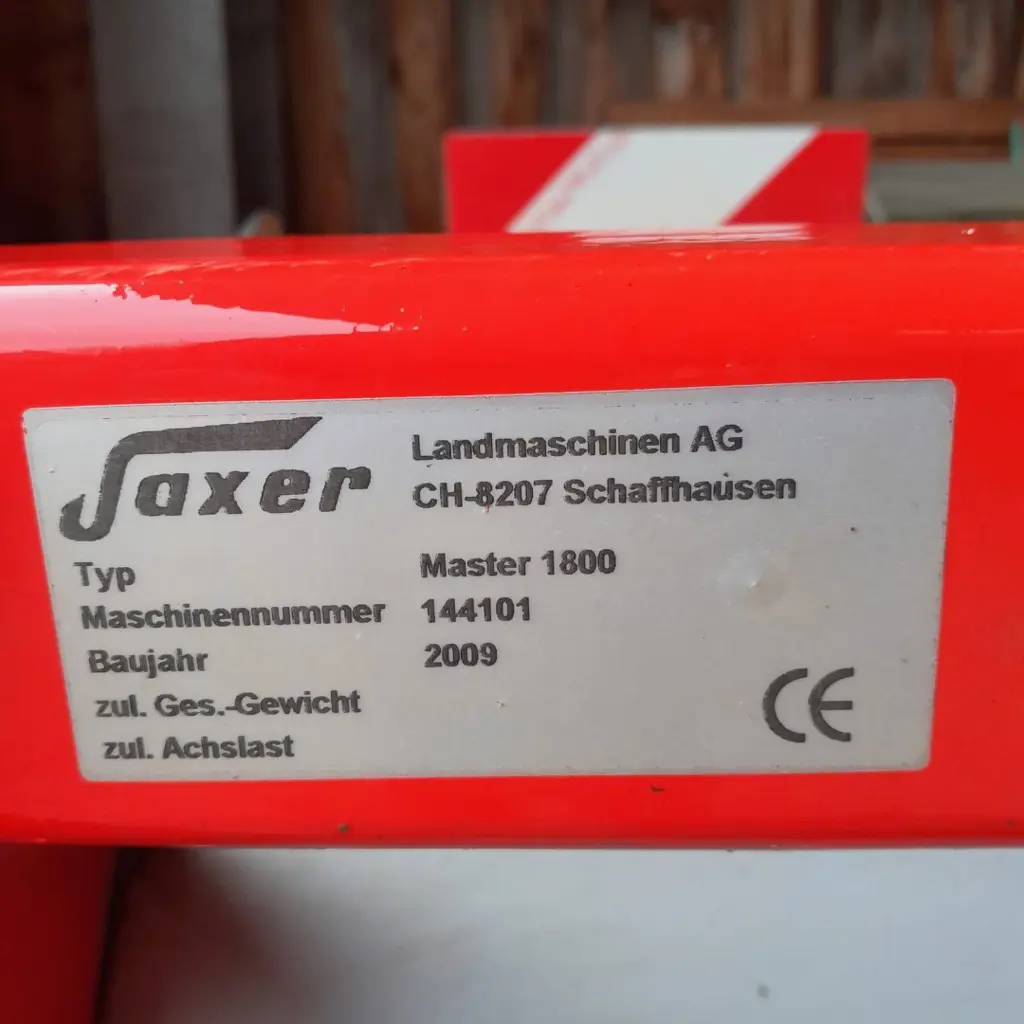 Saxer
Landmaschinen AG
CH-8207 Schaffhausen
Typ Master 1800
Maschinennummer 144101
Baujahr 2009
zul. Ges.-Gewicht
zul. Achslast
CE